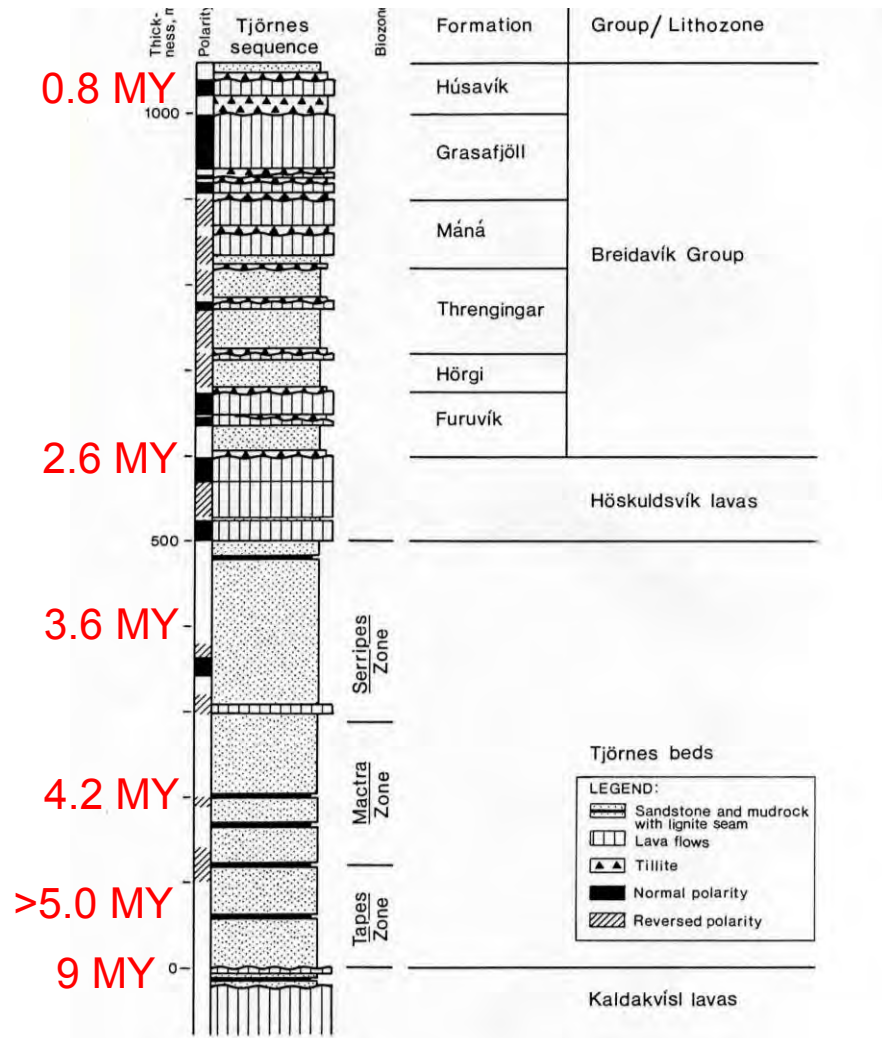 Thick-
ness, m
Polarity
Tjörnes
sequence
Biozone
Formation
Group/ Lithozone
0.8 MY
1000
Húsavík
Grasafjöll
Máná
Breidavík Group
Threngingar
Hörgi
Furuvík
2.6 MY
Höskuldsvík lavas
500
3.6 MY
Serripes
Zone
4.2 MY
Mactra
Zone
>5.0 MY
Tapes
Zone
Tjörnes beds
LEGEND:
Sandstone and mudrock
with lignite seam
Lava flows
Tillite
Normal polarity
Reversed polarity
0
9 MY
Kaldakvísl lavas